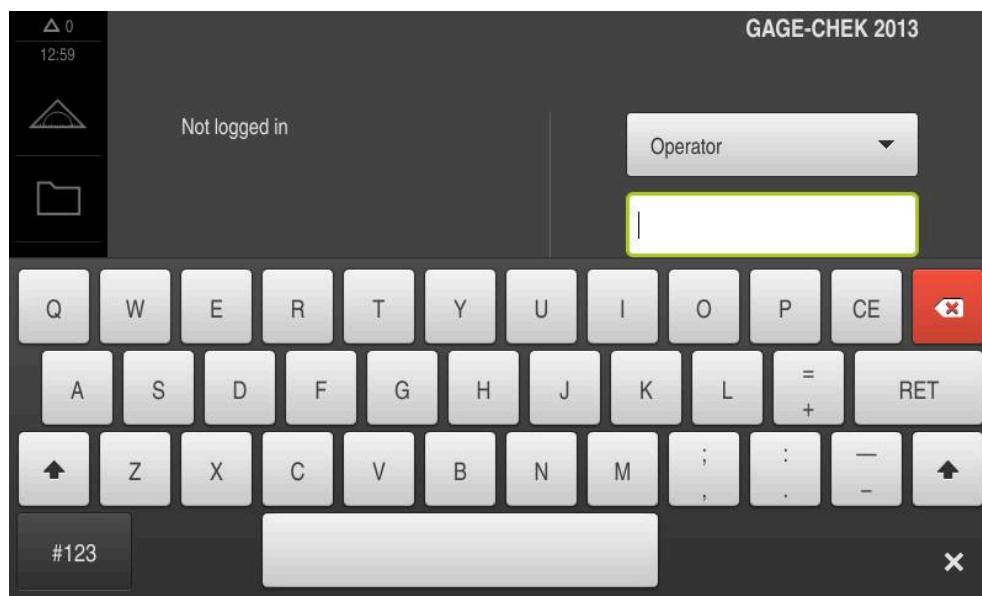 0
GAGE-CHEK 2013
12:59
Not logged in
Operator
Q W E R T Y U I O P CE
A S D F G H J K L = + RET
Z X C V B N M ; , : . — –
#123